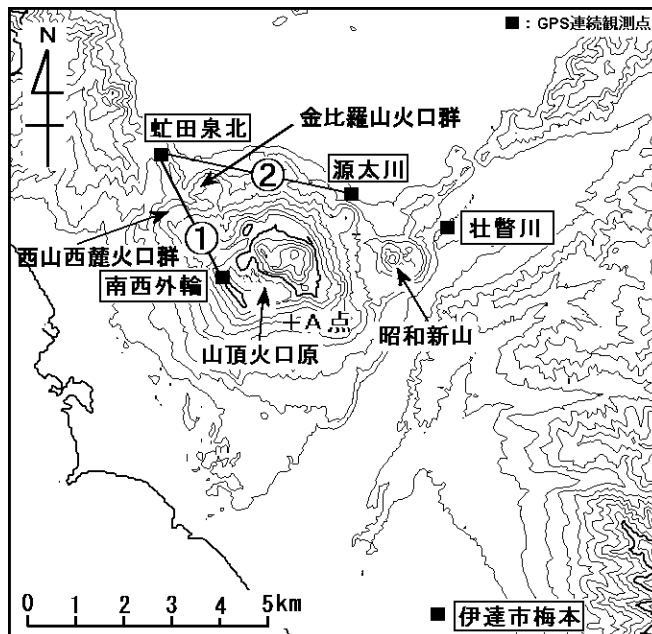 ■：GPS連続観測点
N
金比羅山火口群
虻田泉北
②
源太川
①
壮瞥川
西山西麓火口群
南西外輪
＋A点
昭和新山
山頂火口原
0 1 2 3 4 5km
伊達市梅本